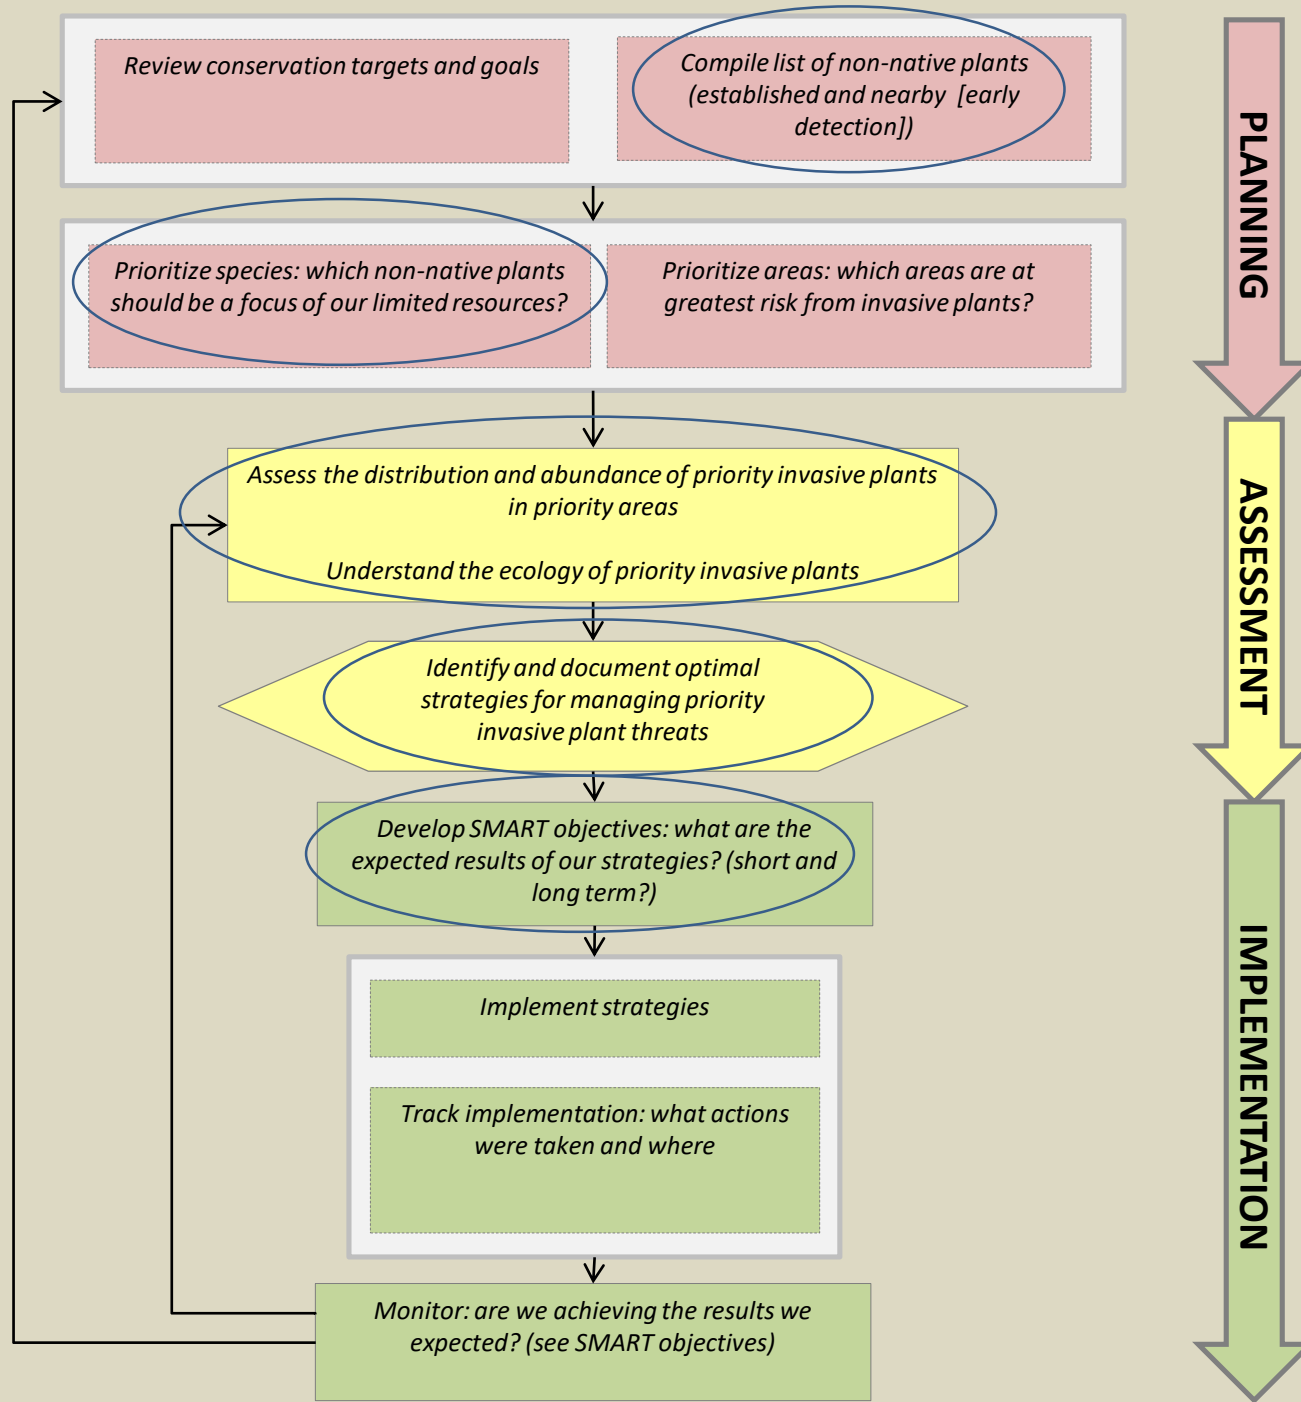 Review conservation targets and goals
Compile list of non-native plants
(established and nearby [early
detection])
Prioritize species: which non-native plants
should be a focus of our limited resources?
Prioritize areas: which areas are at
greatest risk from invasive plants?
Assess the distribution and abundance of priority invasive plants
in priority areas
Understand the ecology of priority invasive plants
Identify and document optimal
strategies for managing priority
invasive plant threats
Develop SMART objectives: what are the
expected results of our strategies? (short and
long term?)
Implement strategies
Track implementation: what actions
were taken and where
Monitor: are we achieving the results we
expected? (see SMART objectives)
PLANNING
ASSESSMENT
IMPLEMENTATION